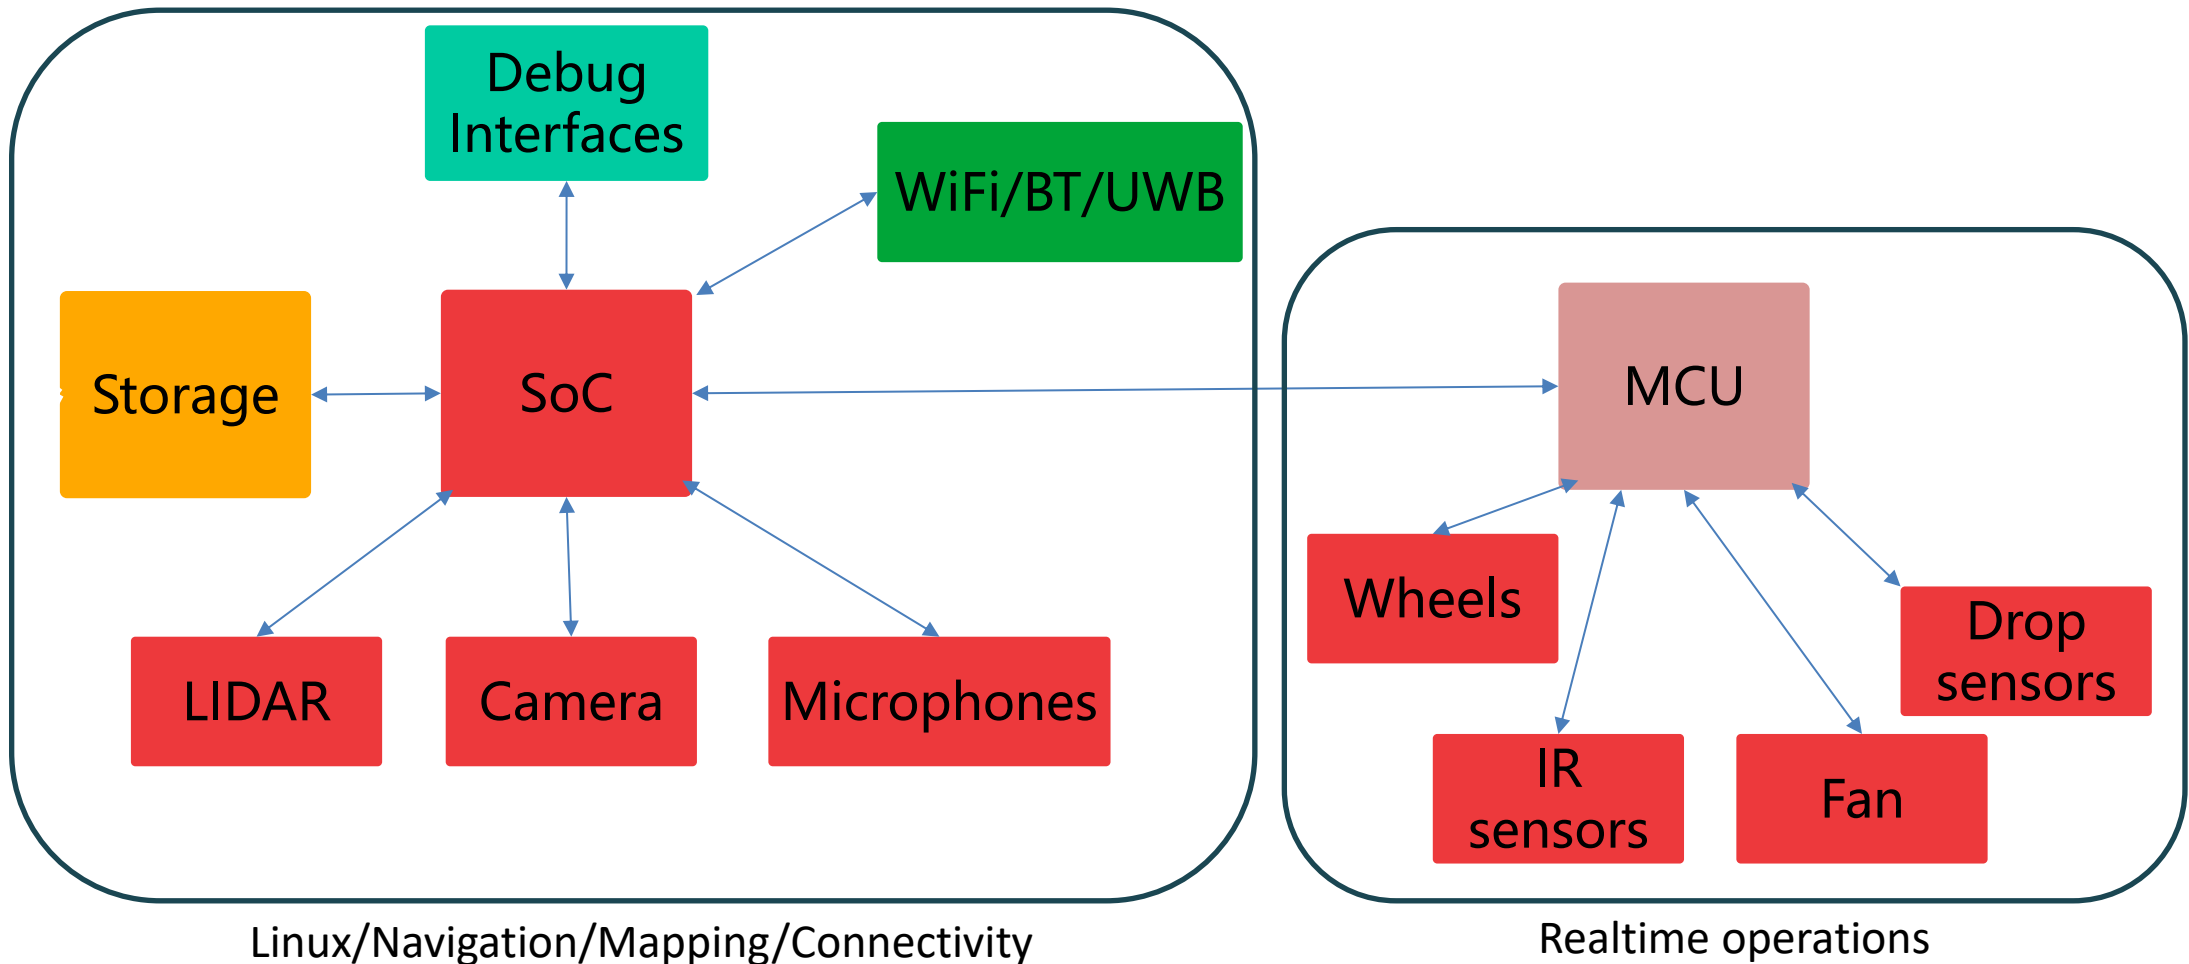 Debug
Interfaces
WiFi/BT/UWB
Storage
SoC
MCU
Wheels
Drop
sensors
LIDAR
Camera
Microphones
IR
sensors
Fan
Linux/Navigation/Mapping/Connectivity
Realtime operations